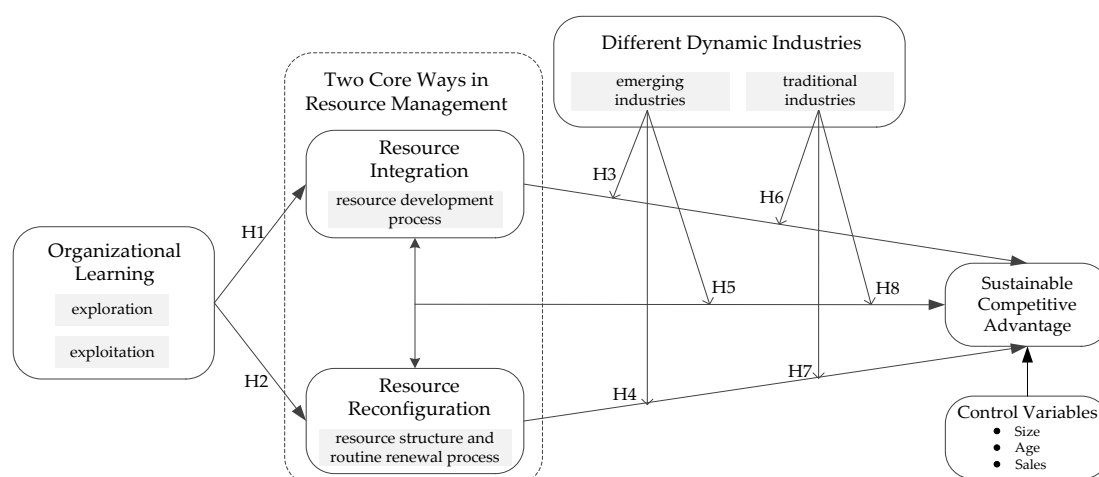 Different Dynamic Industries
emerging
industries
traditional
industries
Two Core Ways in
Resource Management
Resource
Integration
resource development
process
H3
H6
H1
Organizational
Learning
exploration
exploitation
H5
H8
Sustainable
Competitive
Advantage
H2
Resource
Reconfiguration
resource structure and
routine renewal process
H4
H7
Control Variables
● Size
● Age
● Sales